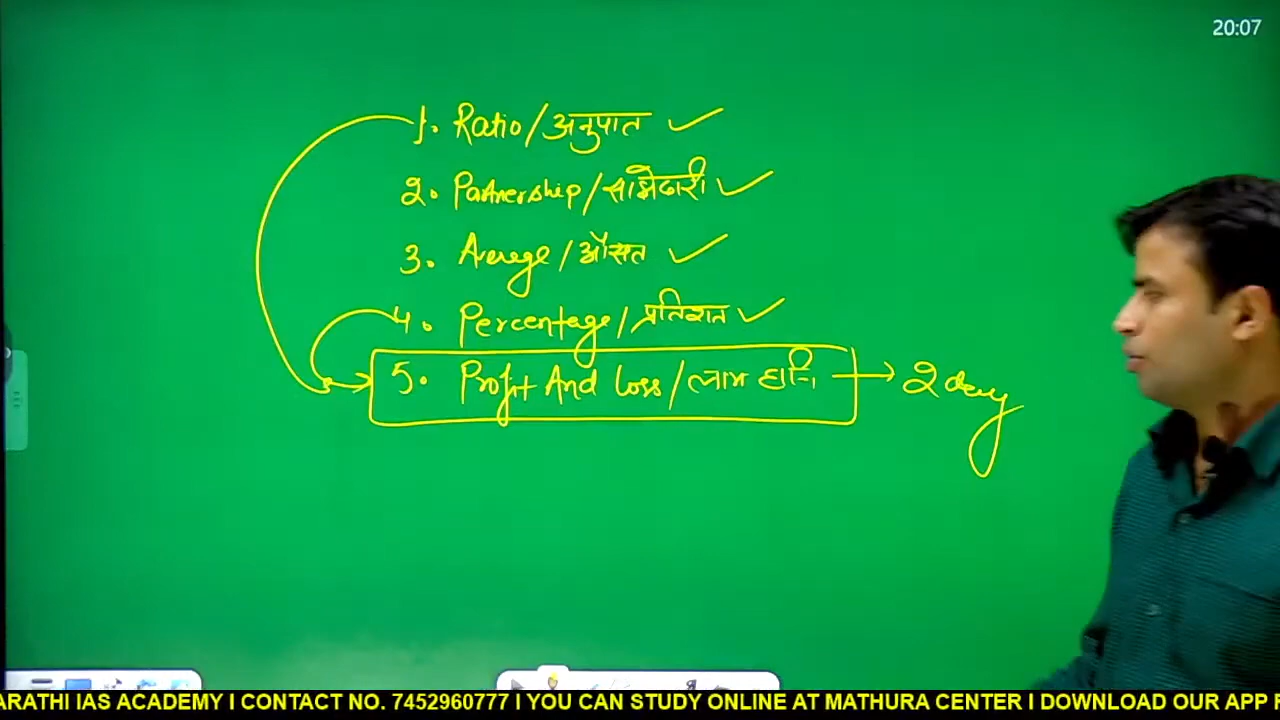 20:07
1. Ratio/अनुपात
2. Partnership/साझेदारी
3. Average/औसत
4. Percentage/प्रतिशत
5. Profit And Loss/लाभ हानि → 2 day
ARATHI IAS ACADEMY I CONTACT NO. 7452960777 I YOU CAN STUDY ONLINE AT MATHURA CENTER I DOWNLOAD OUR APP